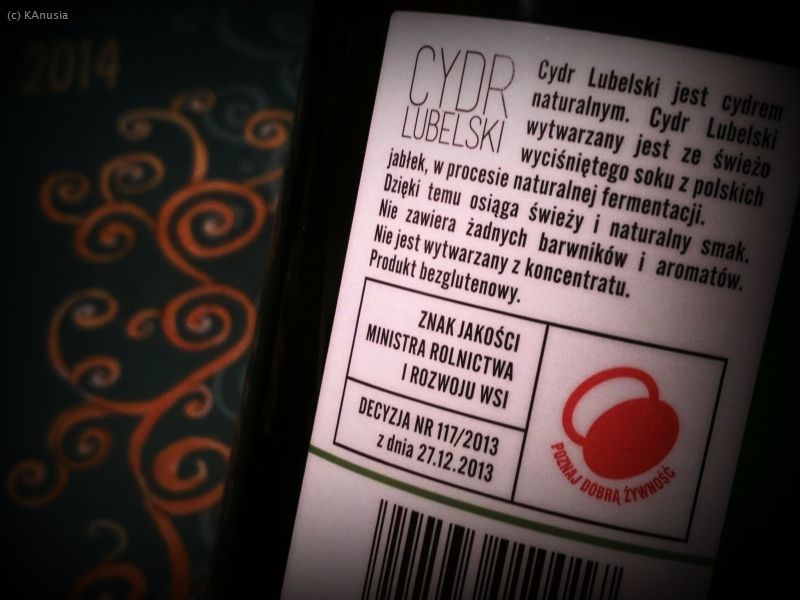 (c) KAnusia
2014
CYDR
LUBELSKI
Cydr Lubelski jest cydrem
naturalnym. Cydr Lubelski
wytwarzany jest ze świeżo
wyciśniętego soku z polskich
jabłek, w procesie naturalnej fermentacji.
Dzięki temu osiąga świeży i naturalny smak.
Nie zawiera żadnych barwników i aromatów.
Nie jest wytwarzany z koncentratu.
Produkt bezglutenowy.
ZNAK JAKOŚCI
MINISTRA ROLNICTWA
I ROZWOJU WSI
DECYZJA NR 117/2013
z dnia 27.12.2013
POZNAJ DOBRĄ ŻYWNOŚĆ